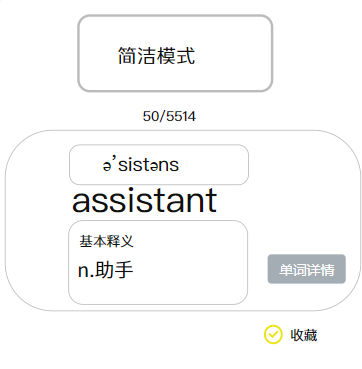 简洁模式
50/5514
ə'sistəns
assistant
基本释义
n.助手
单词详情
收藏